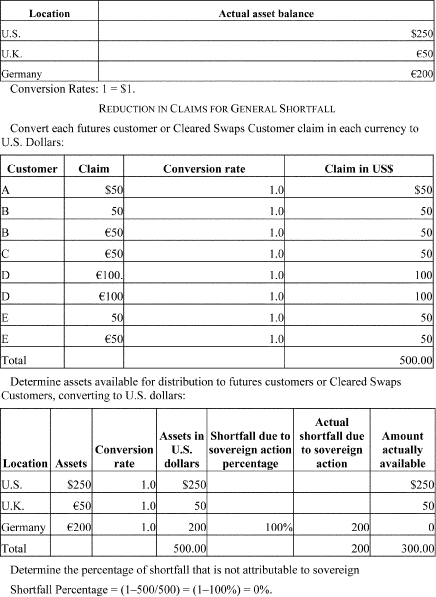 Location Actual asset balance
U.S. $250
U.K. €50
Germany €200
Conversion Rates: 1 = $1.
REDUCTION IN CLAIMS FOR GENERAL SHORTFALL
Convert each futures customer or Cleared Swaps Customer claim in each currency to
U.S. Dollars:
Customer Claim Conversion rate Claim in US$
A $50 1.0 $50
B 50 1.0 50
B €50 1.0 50
C €50 1.0 50
D €100. 1.0 100
D €100 1.0 100
E 50 1.0 50
E €50 1.0 50
Total 500.00
Determine assets available for distribution to futures customers or Cleared Swaps
Customers, converting to U.S. dollars:
Location Assets Conversion rate Assets in U.S. dollars Shortfall due to sovereign action percentage Actual shortfall due to sovereign action Amount actually available
U.S. $250 1.0 $250 $250
U.K. €50 1.0 50 50
Germany €200 1.0 200 100% 200 0
Total 500.00 200 300.00
Determine the percentage of shortfall that is not attributable to sovereign
Shortfall Percentage = (1–500/500) = (1–100%) = 0%.